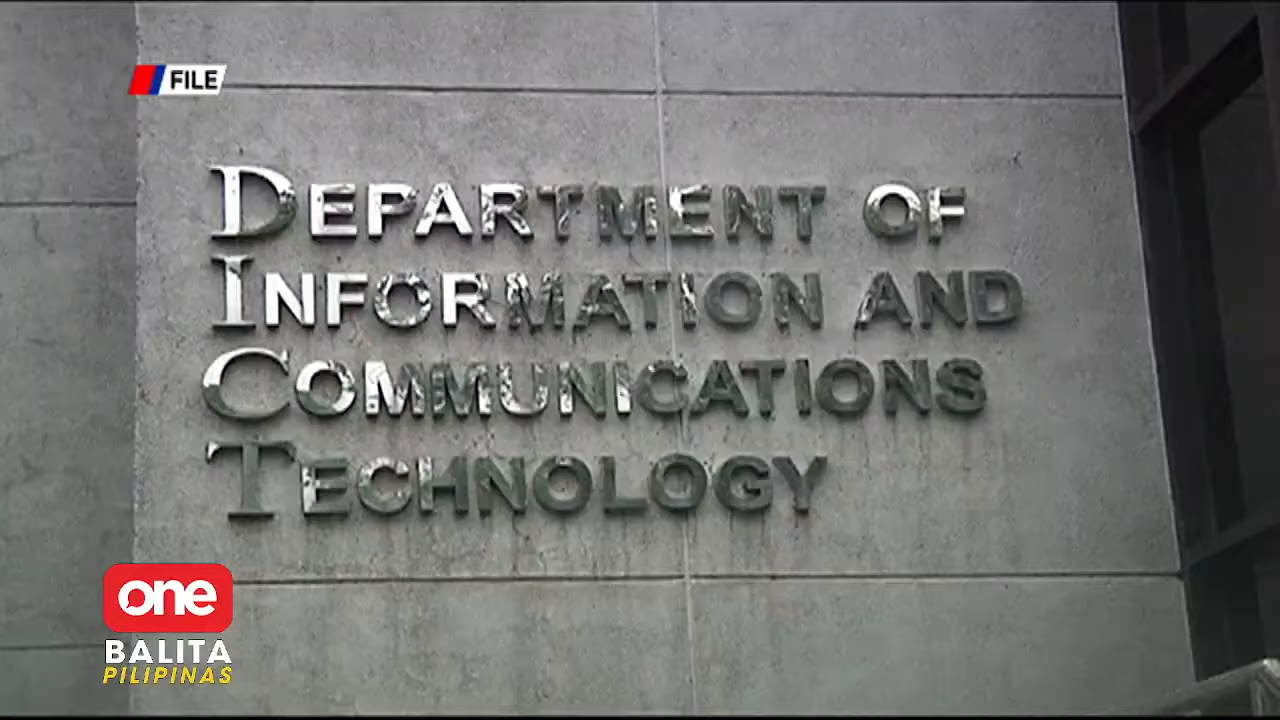 FILE
DEPARTMENT OF
INFORMATION AND
COMMUNICATIONS
TECHNOLOGY
one
BALITA
PILIPINAS